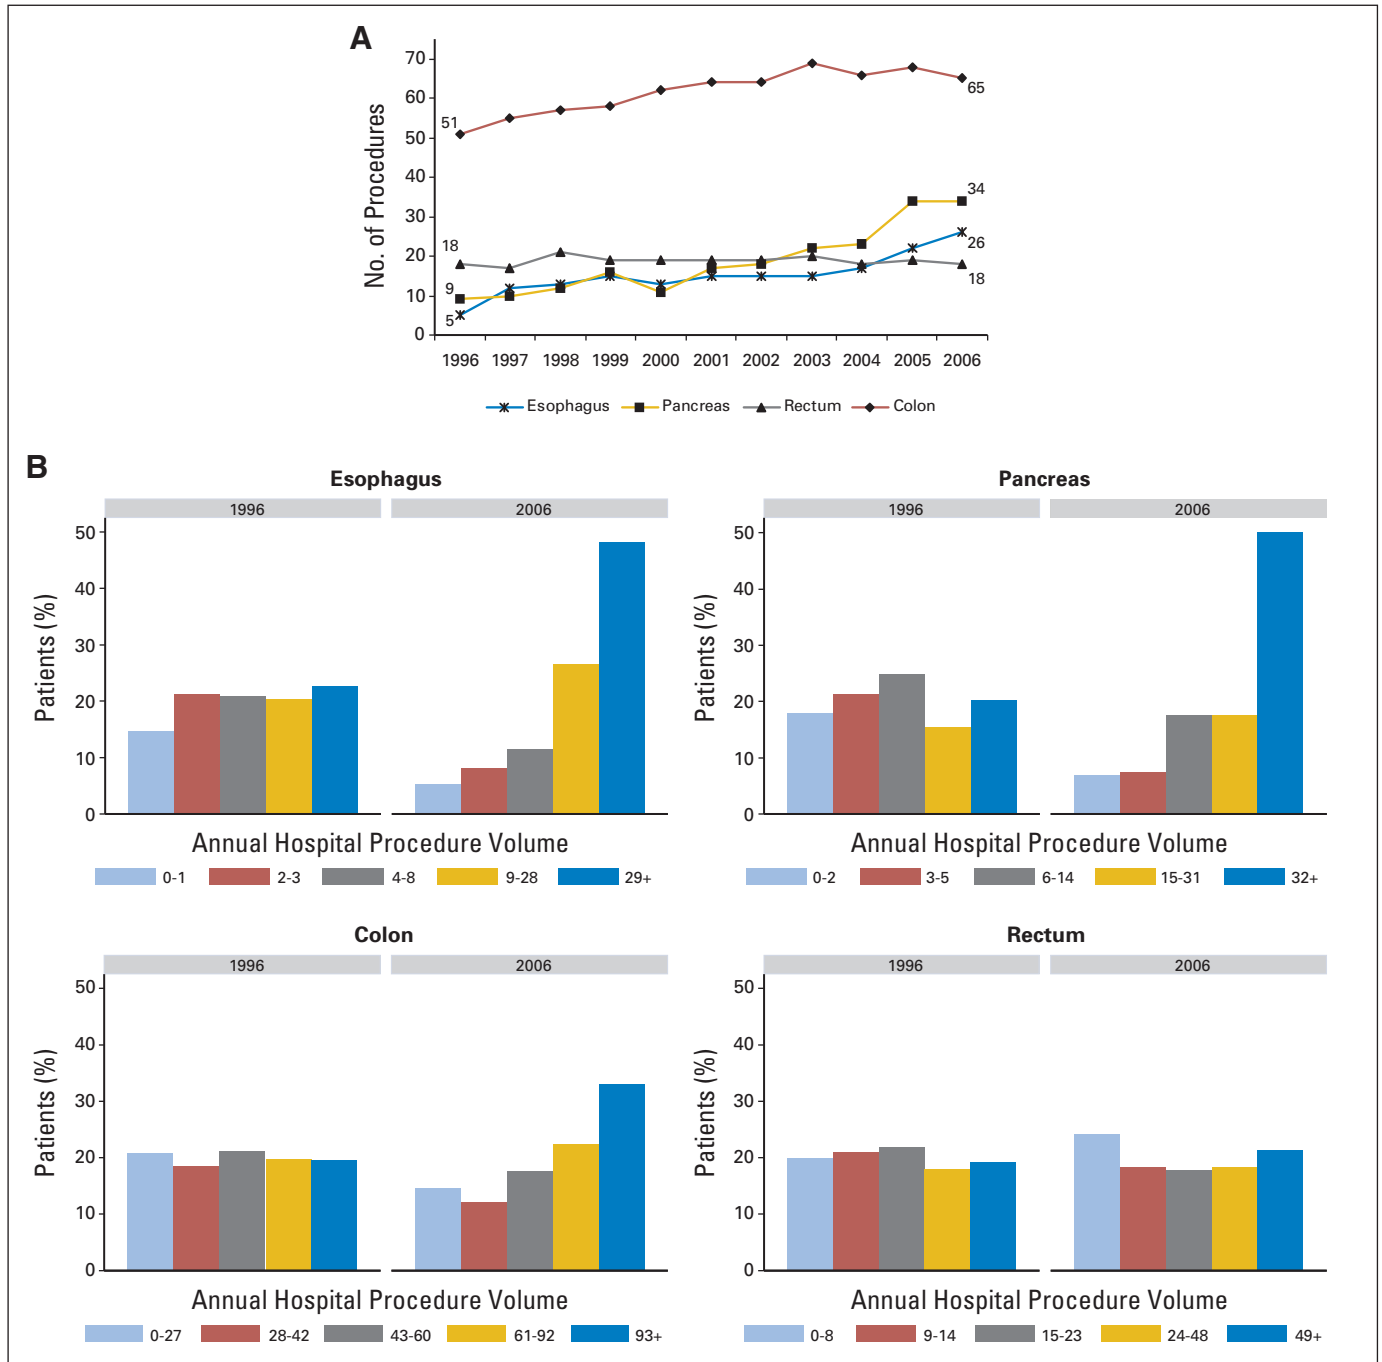 A
No. of Procedures
70
60
50
40
30
20
10
0
51
18
9
5
65
34
26
18
1996 1997 1998 1999 2000 2001 2002 2003 2004 2005 2006
Esophagus Pancreas Rectum Colon
B
Esophagus
1996 2006
Patients (%)
50
40
30
20
10
0
Annual Hospital Procedure Volume
0-1 2-3 4-8 9-28 29+
Pancreas
1996 2006
Patients (%)
50
40
30
20
10
0
Annual Hospital Procedure Volume
0-2 3-5 6-14 15-31 32+
Colon
1996 2006
Patients (%)
50
40
30
20
10
0
Annual Hospital Procedure Volume
0-27 28-42 43-60 61-92 93+
Rectum
1996 2006
Patients (%)
50
40
30
20
10
0
Annual Hospital Procedure Volume
0-8 9-14 15-23 24-48 49+